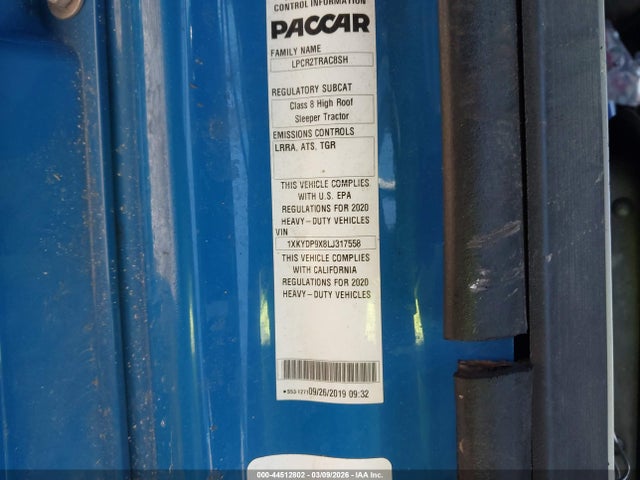 CONTROL INFORMATION
PACCAR
FAMILY NAME
LPCR2TRAC8SH
REGULATORY SUBCAT
Class 8 High Roof
Sleeper Tractor
EMISSIONS CONTROLS
LRRA, ATS, TGR
THIS VEHICLE COMPLIES
WITH U.S. EPA
REGULATIONS FOR 2020
HEAVY-DUTY VEHICLES
VIN
1XKYDP9X8LJ317558
THIS VEHICLE COMPLIES
WITH CALIFORNIA
REGULATIONS FOR 2020
HEAVY-DUTY VEHICLES
09/26/2019 09:32
000-44512802 - 03/09/2026 - IAA Inc.